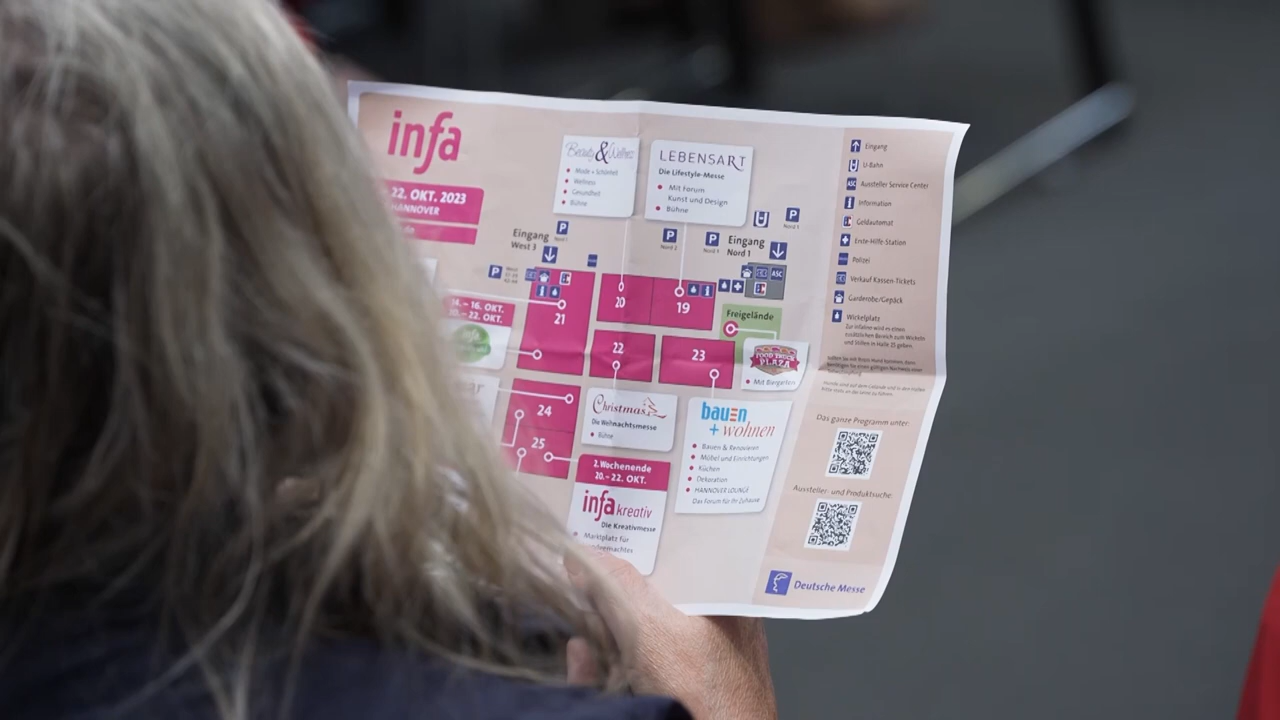 infa
22. OKT. 2023
HANNOVER
Beauty & Wellness
Mode + Schönheit
Wellness
Gesundheit
Bühne
LEBENSART
Die Lifestyle-Messe
Mit Forum
Kunst und Design
Bühne
Eingang
West 3
P
P
Nord 2
P
Eingang
Nord 1
P
P
ASC
21
20
19
22
23
24
25
Freigelände
14. – 16. OKT.
20. – 22. OKT.
FOOD TRUCK
PLAZA
Mit Biergarten
Christmas
Die Weihnachtsmesse
Bühne
bauen
+ wohnen
Bauen & Renovieren
Möbel und Einrichtungen
Küchen
Dekoration
HANNOVER LOUNGE
Das Forum für Ihr Zuhause
2. Wochenende
20. – 22. OKT.
infa kreativ
Die Kreativmesse
Marktplatz für
Eingang
U-Bahn
ASC Aussteller Service Center
Information
Geldautomat
Erste-Hilfe-Station
Polizei
Verkauf Kassen-Tickets
Garderobe/Gepäck
Wickelplatz
Das ganze Programm unter:
Aussteller- und Produktsuche:
Deutsche Messe